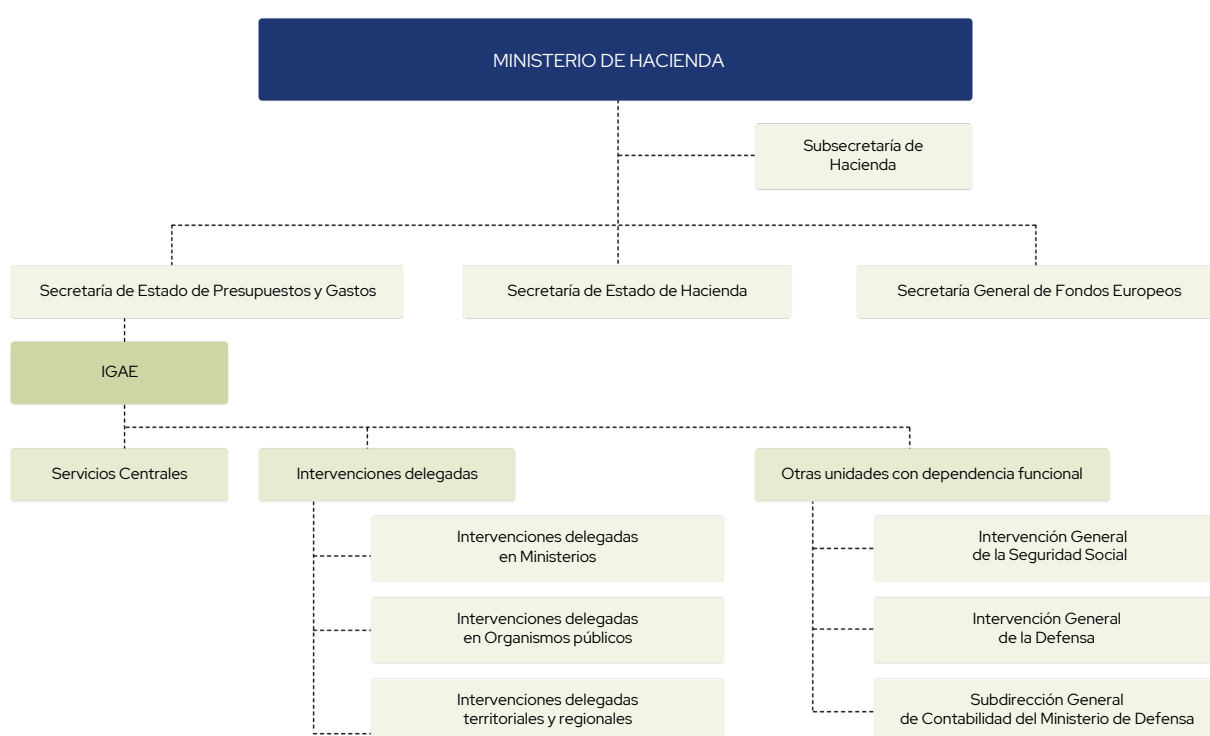 MINISTERIO DE HACIENDA
Subsecretaría de
Hacienda
Secretaría de Estado de Presupuestos y Gastos
Secretaría de Estado de Hacienda
Secretaría General de Fondos Europeos
IGAE
Servicios Centrales
Intervenciones delegadas
Otras unidades con dependencia funcional
Intervenciones delegadas
en Ministerios
Intervención General
de la Seguridad Social
Intervenciones delegadas
en Organismos públicos
Intervención General
de la Defensa
Intervenciones delegadas
territoriales y regionales
Subdirección General
de Contabilidad del Ministerio de Defensa